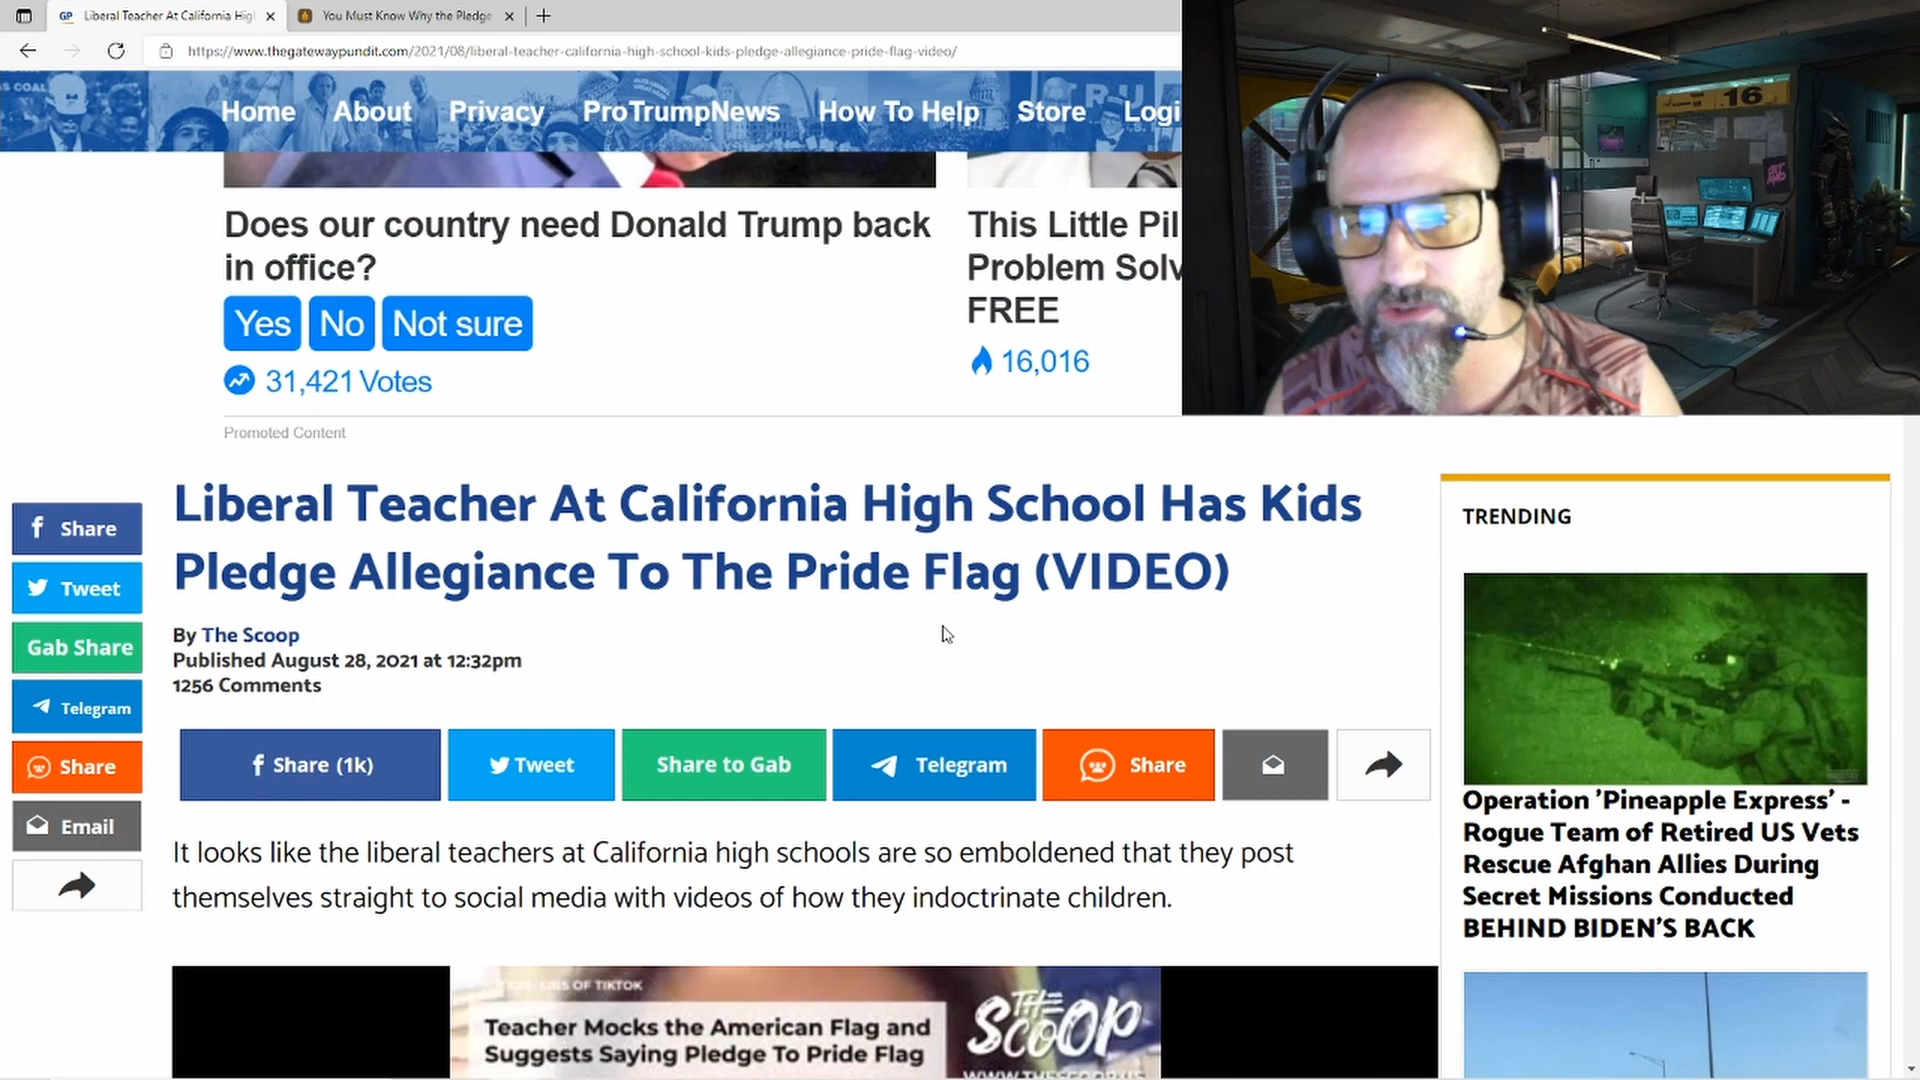 GP Liberal Teacher At California Hig
You Must Know Why the Pledge
https://www.thegatewaypundit.com/2021/08/liberal-teacher-california-high-school-kids-pledge-allegiance-pride-flag-video/
S COAL
Home About Privacy ProTrumpNews How To Help Store Logi
Does our country need Donald Trump back
in office?
Yes No Not sure
31,421 Votes
Promoted Content
This Little Pil
Problem Solv
FREE
16,016
16
Liberal Teacher At California High School Has Kids
Pledge Allegiance To The Pride Flag (VIDEO)
By The Scoop
Published August 28, 2021 at 12:32pm
1256 Comments
Share
Tweet
Gab Share
Telegram
Share
Email
Share (1k) Tweet Share to Gab Telegram Share
It looks like the liberal teachers at California high schools are so emboldened that they post
themselves straight to social media with videos of how they indoctrinate children.
OF TIKTOK
Teacher Mocks the American Flag and
Suggests Saying Pledge To Pride Flag
THE
SCOOP
WWW.THESCOOP.US
TRENDING
Operation 'Pineapple Express' -
Rogue Team of Retired US Vets
Rescue Afghan Allies During
Secret Missions Conducted
BEHIND BIDEN'S BACK